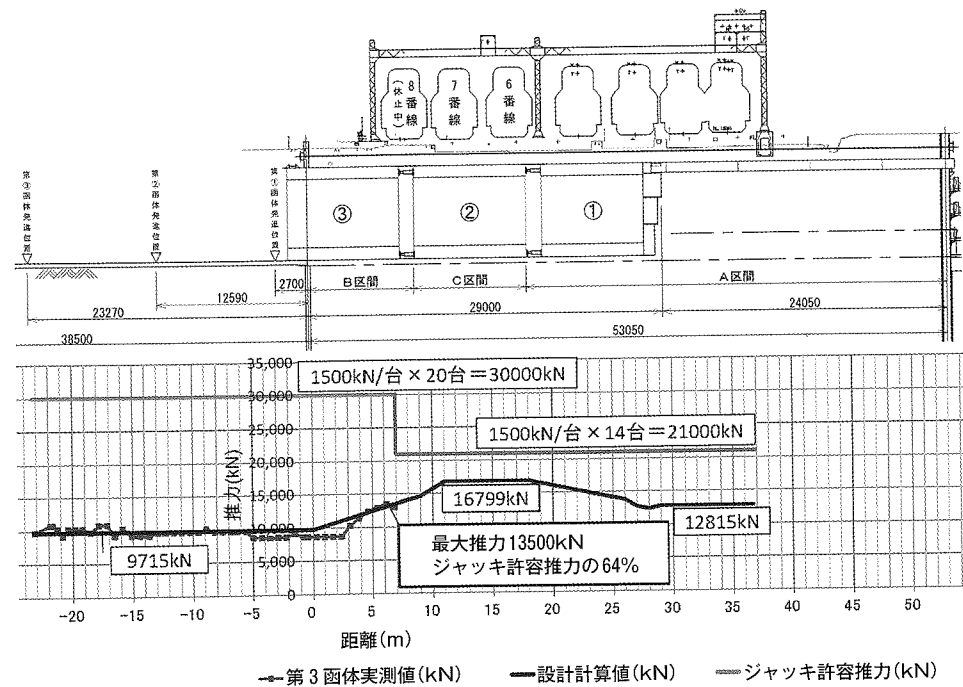 8番線
(休止中)
7番線
6番線
第③函体発進位置
第②函体発進位置
第①函体発進位置
③
②
①
2700
B区間
C区間
A区間
12590
23270
29000
24050
38500
53050
35,000
30,000
25,000
20,000
15,000
10,000
5,000
0
推力(kN)
1500kN/台×20台=30000kN
1500kN/台×14台=21000kN
16799kN
12815kN
9715kN
最大推力13500kN
ジャッキ許容推力の64%
-20 -15 -10 -5 0 5 10 15 20 25 30 35 40 45 50
距離(m)
第3函体実測値(kN) 設計計算値(kN) ジャッキ許容推力(kN)